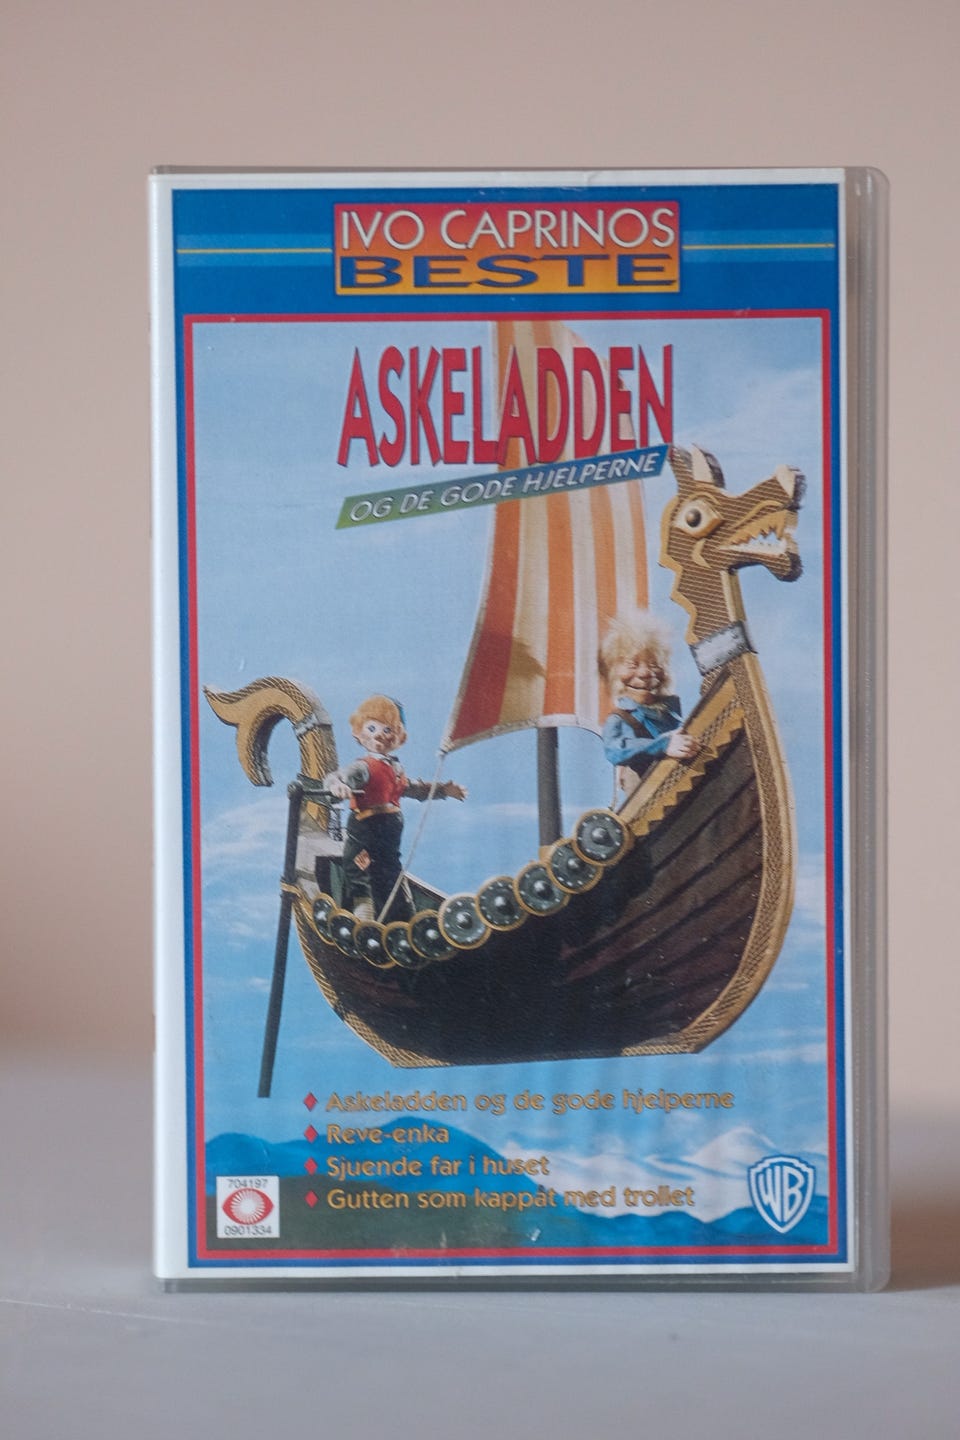 IVO CAPRINOS
BESTE
ASKELADDEN
OG DE GODE HJELPERNE
Askeladden og de gode hjelperne
Reve-enka
Sjuende far i huset
Gutten som kappåt med trollet
704197
0901334
WB